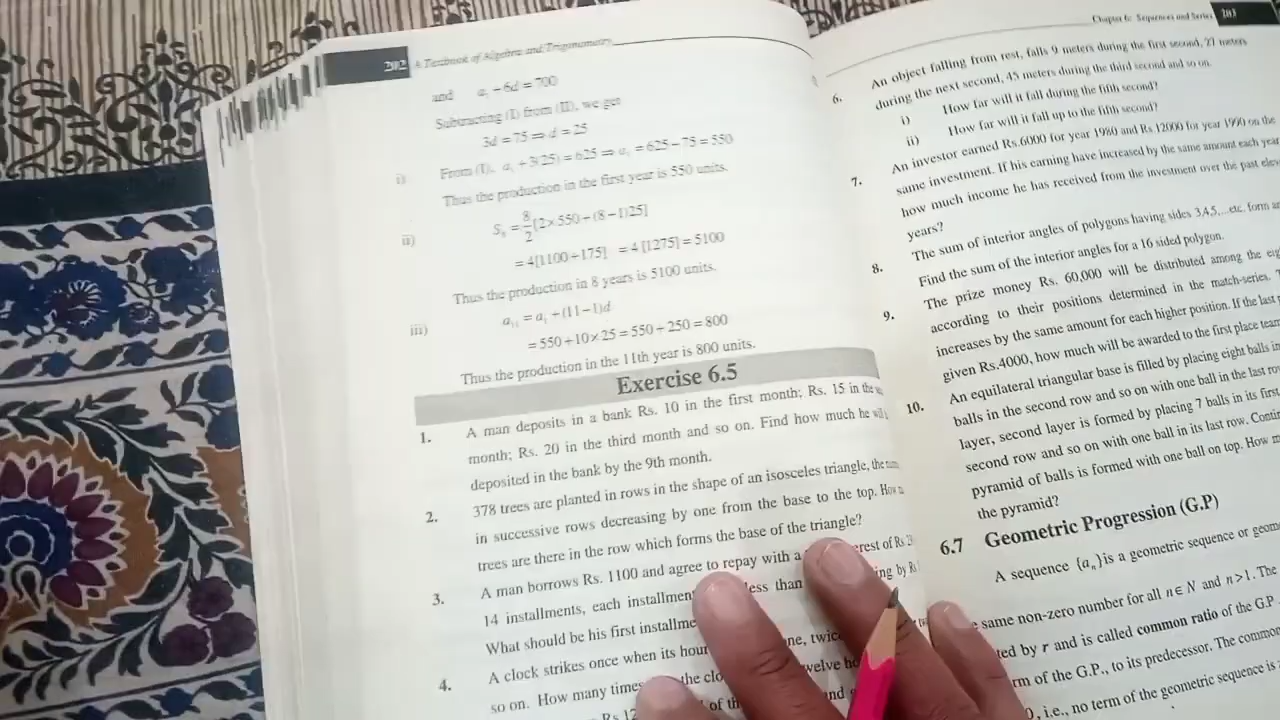 202 A Textbook of Algebra and Trigonometry
and a₁ + 6d = 700
Subtracting (I) from (II), we get
3d = 75 ⇒ d = 25
i) From (I), a₁ + 3(25) = 625 ⇒ a₁ = 625 − 75 = 550
Thus the production in the first year is 550 units.
ii) S₈ = 8/2 [2×550 + (8−1)25]
= 4[1100 + 175] = 4[1275] = 5100
Thus the production in 8 years is 5100 units.
iii) a₁₁ = a₁ + (11−1)d
= 550 + 10×25 = 550 + 250 = 800
Thus the production in the 11th year is 800 units.
Exercise 6.5
1. A man deposits in a bank Rs. 10 in the first month; Rs. 15 in the
month; Rs. 20 in the third month and so on. Find how much he
deposited in the bank by the 9th month.
2. 378 trees are planted in rows in the shape of an isosceles triangle, the
in successive rows decreasing by one from the base to the top. How
trees are there in the row which forms the base of the triangle?
3. A man borrows Rs. 1100 and agree to repay with a
14 installments, each less than
What should be his first
4. A clock strikes once when its twice
so on. How many times the
of the and
Chapter 6: Sequences and Series 203
6. An object falling from rest, falls 9 meters during the first second, 27 meters
during the next second, 45 meters during the third second and so on.
i) How far will it fall during the fifth second?
ii) How far will it fall up to the fifth second?
7. An investor earned Rs.6000 for year 1980 and Rs.12000 for year 1990 on the
same investment. If his earning have increased by the same amount each year
how much income he has received from the investment over the past
years?
8. The sum of interior angles of polygons having sides 3,4,5,...etc. form
Find the sum of the interior angles for a 16 sided polygon.
9. The prize money Rs. 60,000 will be distributed among the
according to their positions determined in the match-series.
increases by the same amount for each higher position. If the last
given Rs.4000, how much will be awarded to the first place
10. An equilateral triangular base is filled by placing eight balls in
balls in the second row and so on with one ball in the last
layer, second layer is formed by placing 7 balls in its first
second row and so on with one ball in its last row.
pyramid of balls is formed with one ball on top. How
the pyramid?
6.7 Geometric Progression (G.P)
A sequence {aₙ} is a geometric sequence or
same non-zero number for all n ∈ N and n>1. The
by r and is called common ratio of the G.P
of the G.P., to its predecessor. The common
0, i.e., no term of the geometric sequence is